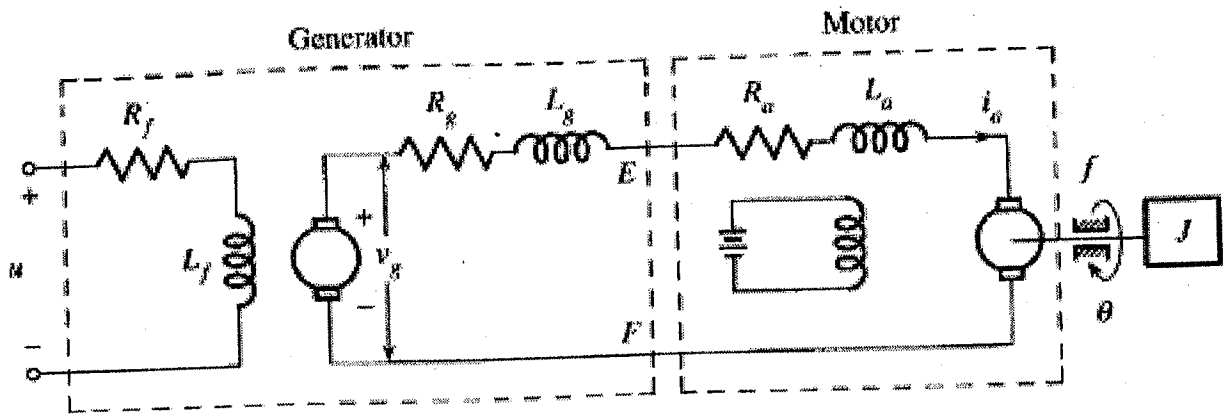 Generator
Motor
R_f
R_g
L_g
R_a
L_a
i_a
+
E
f
u
L_f
+
v_g
−
J
θ
−
F